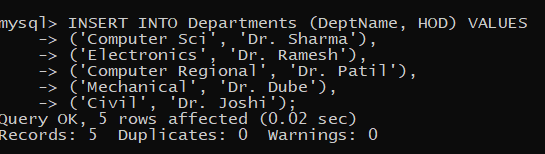 mysql> INSERT INTO Departments (DeptName, HOD) VALUES
    -> ('Computer Sci', 'Dr. Sharma'),
    -> ('Electronics', 'Dr. Ramesh'),
    -> ('Computer Regional', 'Dr. Patil'),
    -> ('Mechanical', 'Dr. Dube'),
    -> ('Civil', 'Dr. Joshi');
Query OK, 5 rows affected (0.02 sec)
Records: 5  Duplicates: 0  Warnings: 0